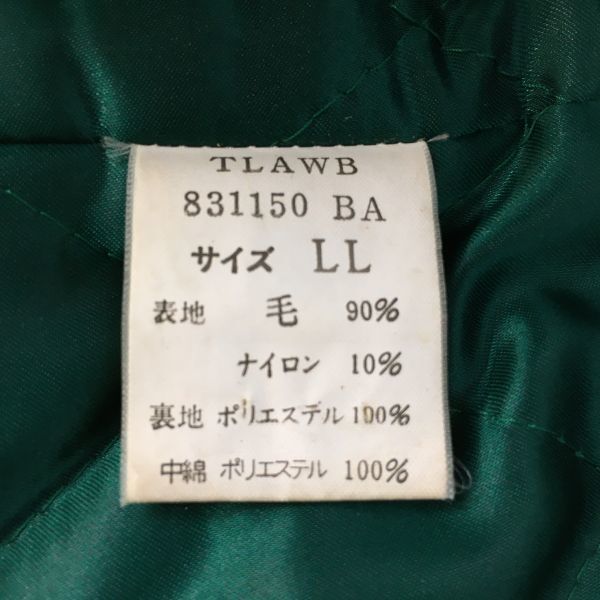 TLAWB
831150 BA
サイズ LL
表地 毛 90%
ナイロン 10%
裏地 ポリエステル 100%
中綿 ポリエステル 100%